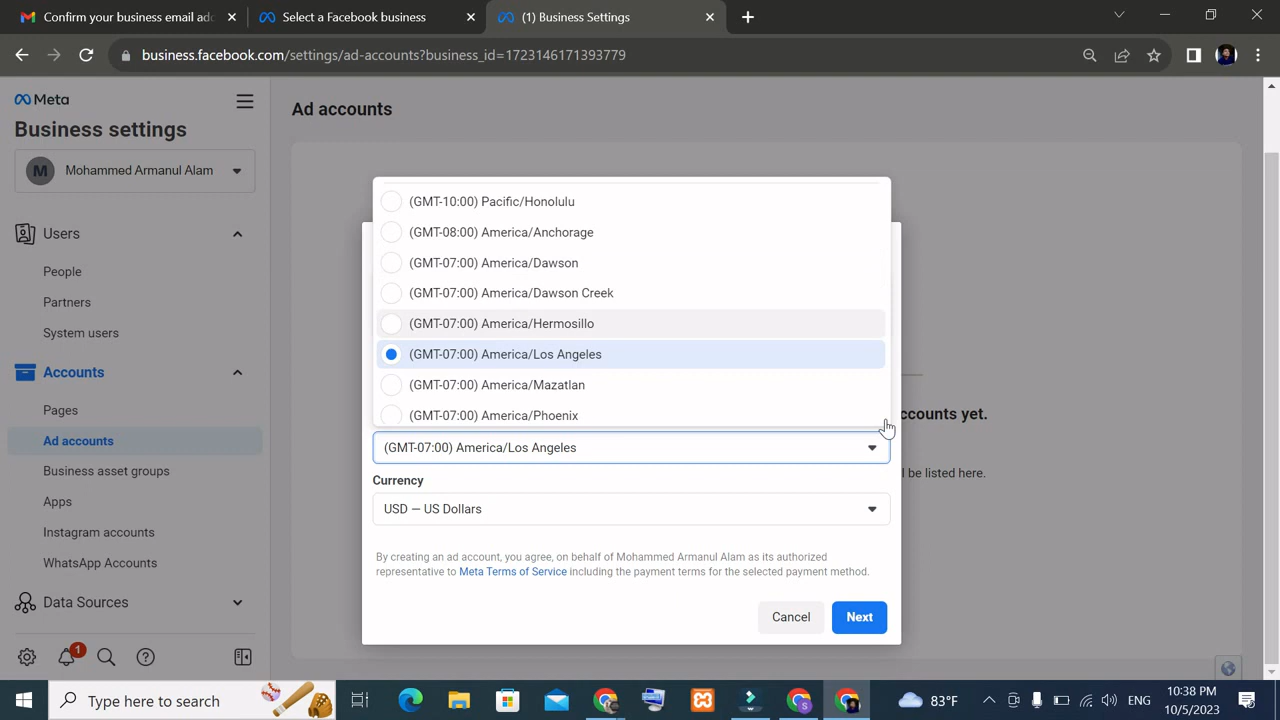 Confirm your business email ad
Select a Facebook business
(1) Business Settings
business.facebook.com/settings/ad-accounts?business_id=1723146171393779
Meta
Business settings
M
Mohammed Armanul Alam
Users
People
Partners
System users
Accounts
Pages
Ad accounts
Business asset groups
Apps
Instagram accounts
WhatsApp Accounts
Data Sources
1
Ad accounts
(GMT-10:00) Pacific/Honolulu
(GMT-08:00) America/Anchorage
(GMT-07:00) America/Dawson
(GMT-07:00) America/Dawson Creek
(GMT-07:00) America/Hermosillo
(GMT-07:00) America/Los Angeles
(GMT-07:00) America/Mazatlan
(GMT-07:00) America/Phoenix
ccounts yet.
(GMT-07:00) America/Los Angeles
l be listed here.
Currency
USD — US Dollars
By creating an ad account, you agree, on behalf of Mohammed Armanul Alam as its authorized
representative to Meta Terms of Service including the payment terms for the selected payment method.
Cancel
Next
Type here to search
83°F
ENG
10:38 PM
10/5/2023